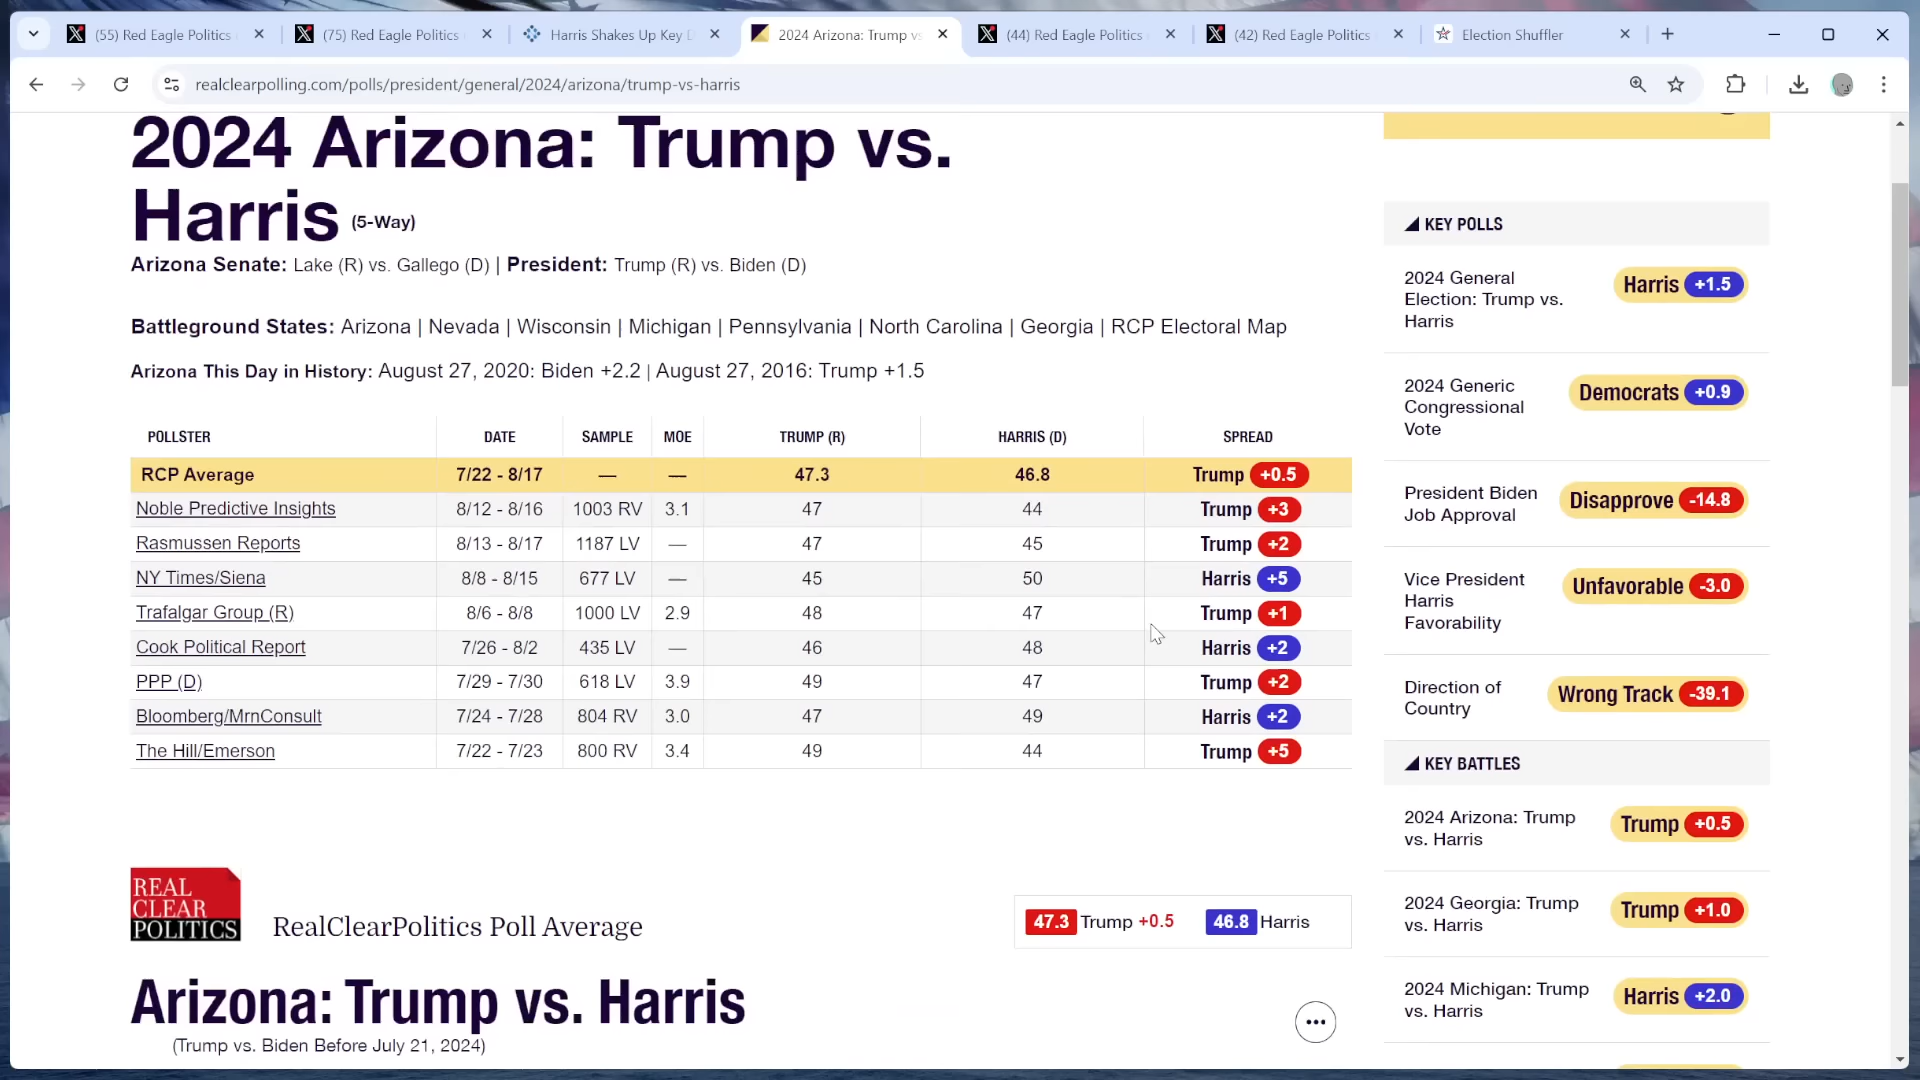 (55) Red Eagle Politics
(75) Red Eagle Politics
Harris Shakes Up Key D
2024 Arizona: Trump vs
(44) Red Eagle Politics
(42) Red Eagle Politics
Election Shuffler
realclearpolling.com/polls/president/general/2024/arizona/trump-vs-harris
2024 Arizona: Trump vs.
Harris (5-Way)
Arizona Senate: Lake (R) vs. Gallego (D) | President: Trump (R) vs. Biden (D)
Battleground States: Arizona | Nevada | Wisconsin | Michigan | Pennsylvania | North Carolina | Georgia | RCP Electoral Map
Arizona This Day in History: August 27, 2020: Biden +2.2 | August 27, 2016: Trump +1.5
POLLSTER DATE SAMPLE MOE TRUMP (R) HARRIS (D) SPREAD
RCP Average 7/22 - 8/17 — — 47.3 46.8 Trump +0.5
Noble Predictive Insights 8/12 - 8/16 1003 RV 3.1 47 44 Trump +3
Rasmussen Reports 8/13 - 8/17 1187 LV — 47 45 Trump +2
NY Times/Siena 8/8 - 8/15 677 LV — 45 50 Harris +5
Trafalgar Group (R) 8/6 - 8/8 1000 LV 2.9 48 47 Trump +1
Cook Political Report 7/26 - 8/2 435 LV — 46 48 Harris +2
PPP (D) 7/29 - 7/30 618 LV 3.9 49 47 Trump +2
Bloomberg/MrnConsult 7/24 - 7/28 804 RV 3.0 47 49 Harris +2
The Hill/Emerson 7/22 - 7/23 800 RV 3.4 49 44 Trump +5
REAL
CLEAR
POLITICS
RealClearPolitics Poll Average
47.3 Trump +0.5 46.8 Harris
Arizona: Trump vs. Harris
(Trump vs. Biden Before July 21, 2024)
KEY POLLS
2024 General
Election: Trump vs.
Harris
Harris +1.5
2024 Generic
Congressional
Vote
Democrats +0.9
President Biden
Job Approval
Disapprove -14.8
Vice President
Harris
Favorability
Unfavorable -3.0
Direction of
Country
Wrong Track -39.1
KEY BATTLES
2024 Arizona: Trump
vs. Harris
Trump +0.5
2024 Georgia: Trump
vs. Harris
Trump +1.0
2024 Michigan: Trump
vs. Harris
Harris +2.0